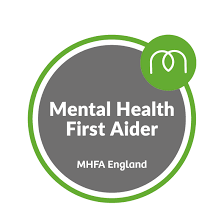 Mental Health
First Aider
MHFA England